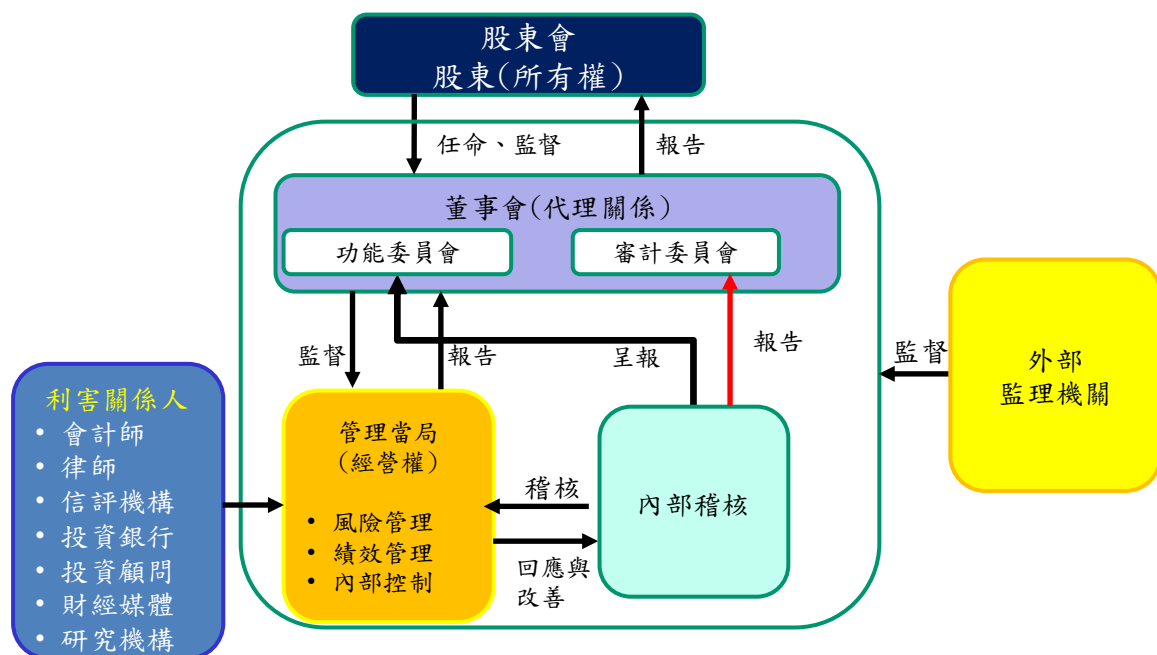 股東會
股東(所有權)
任命、監督
報告
董事會(代理關係)
功能委員會
審計委員會
監督
報告
呈報
報告
監督
外部
監理機關
利害關係人
• 會計師
• 律師
• 信評機構
• 投資銀行
• 投資顧問
• 財經媒體
• 研究機構
管理當局
(經營權)
• 風險管理
• 績效管理
• 內部控制
稽核
回應與
改善
內部稽核